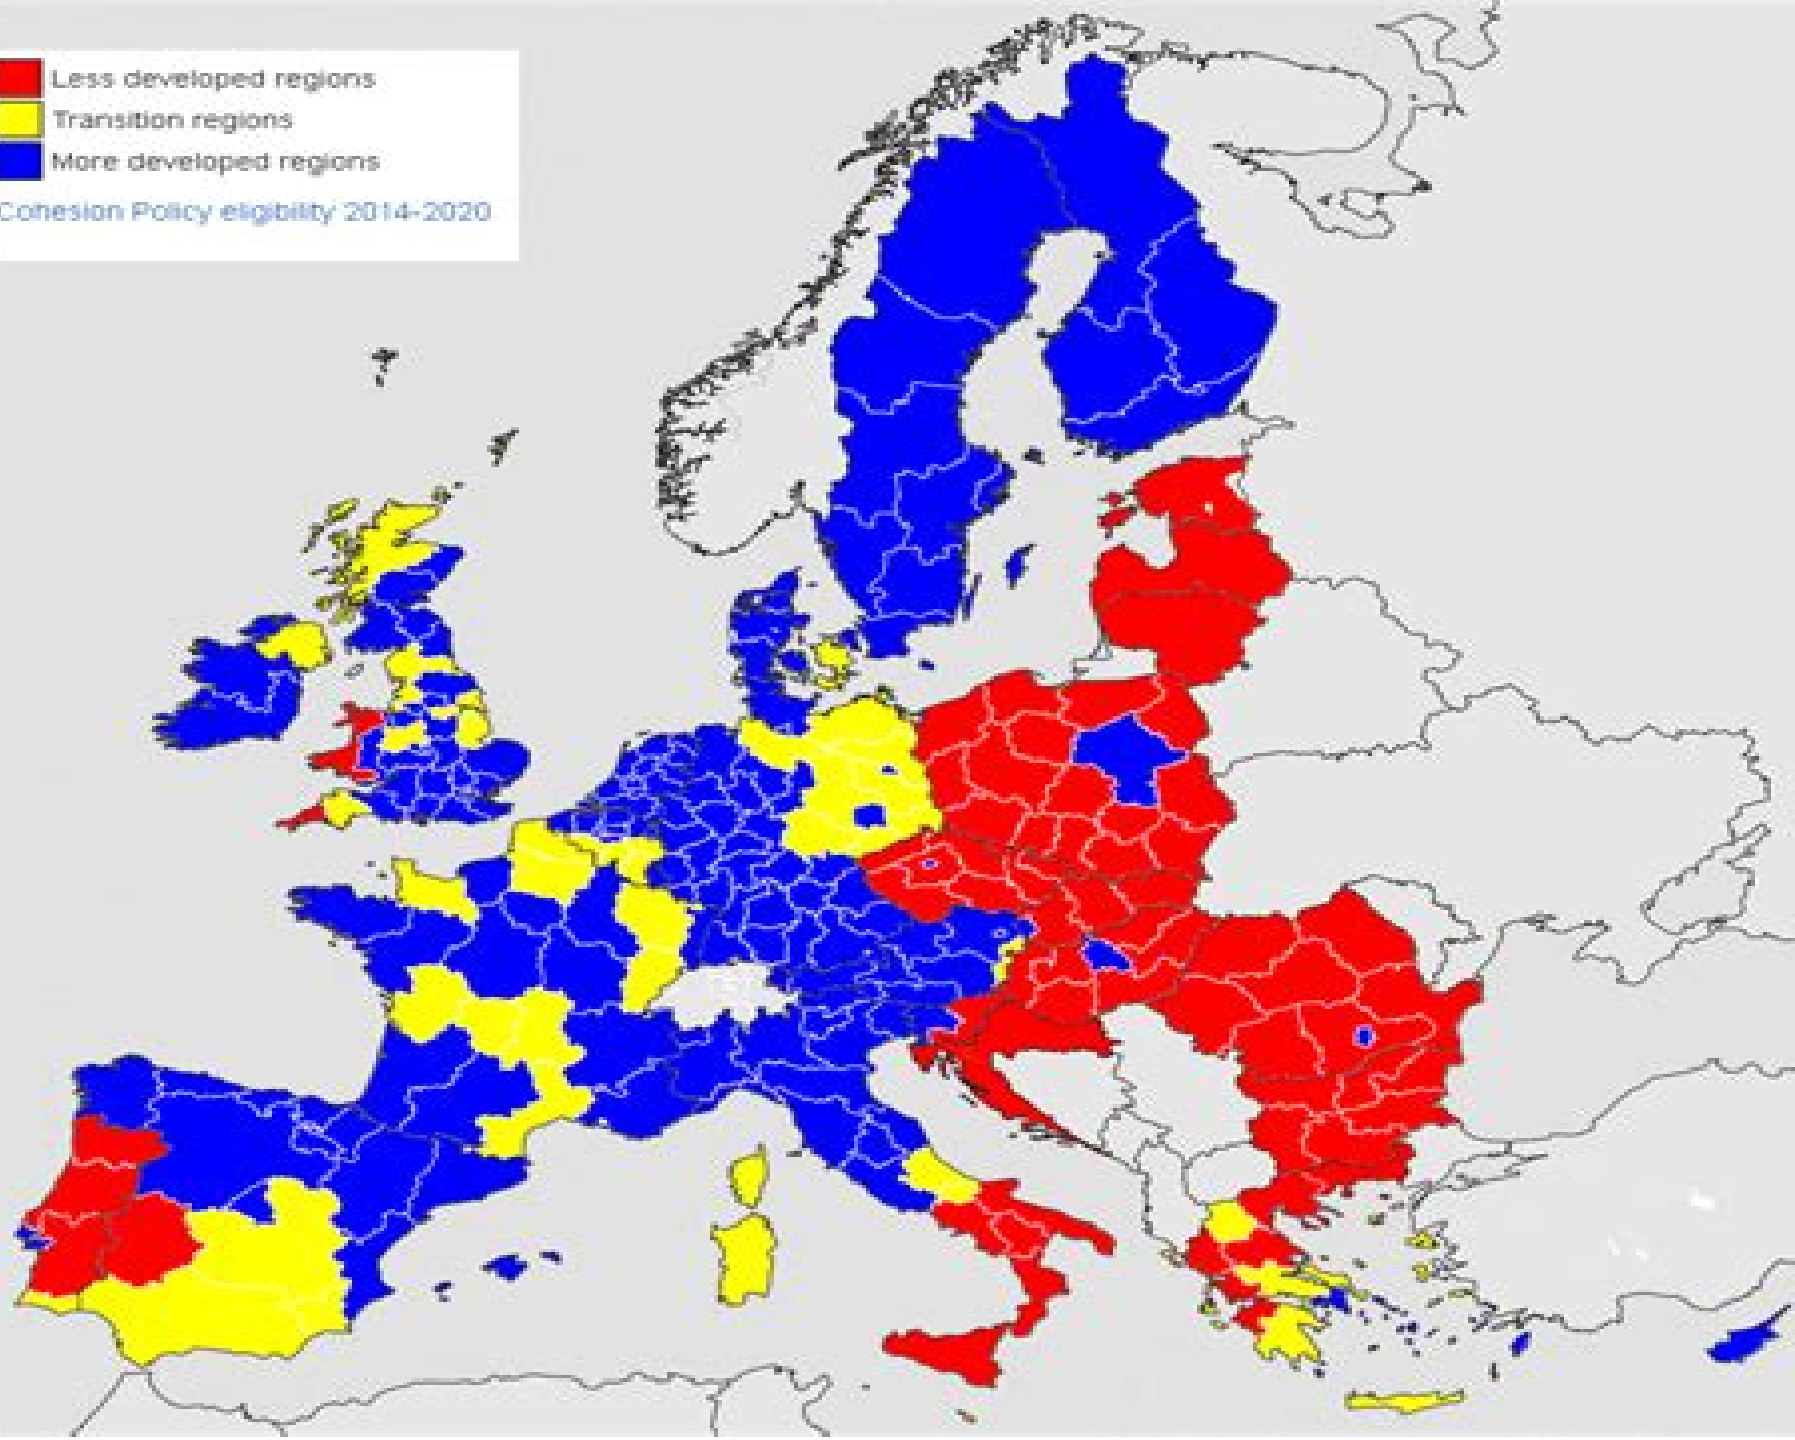 Less developed regions
Transition regions
More developed regions
Cohesion Policy eligibility 2014-2020